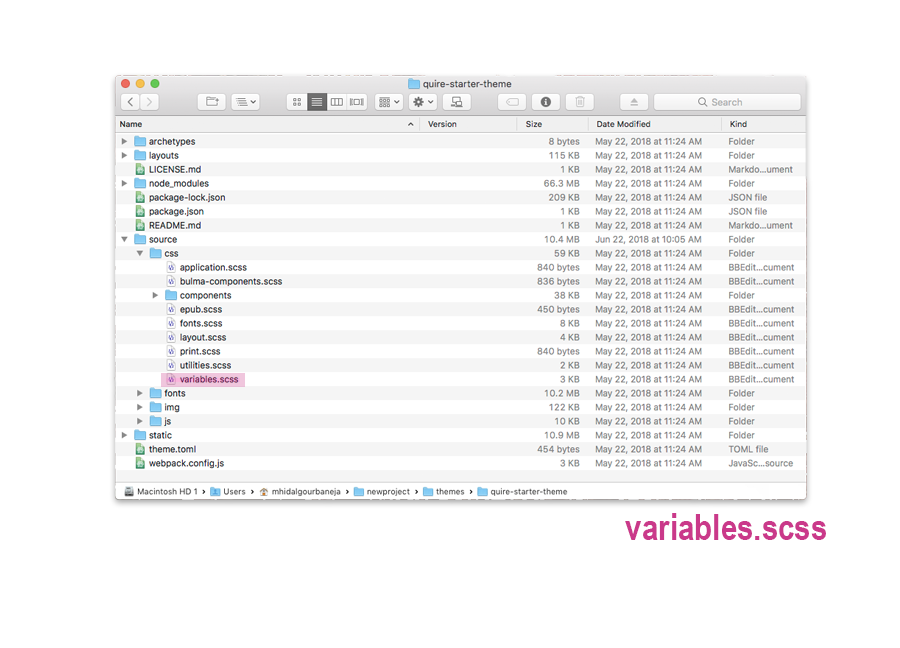 quire-starter-theme
Search
Name Version Size Date Modified Kind
archetypes 8 bytes May 22, 2018 at 11:24 AM Folder
layouts 115 KB May 22, 2018 at 11:24 AM Folder
LICENSE.md 1 KB May 22, 2018 at 11:24 AM Markdo...ument
node_modules 66.3 MB May 22, 2018 at 11:24 AM Folder
package-lock.json 209 KB May 22, 2018 at 11:24 AM JSON file
package.json 1 KB May 22, 2018 at 11:24 AM JSON file
README.md 1 KB May 22, 2018 at 11:24 AM Markdo...ument
source 10.4 MB Jun 22, 2018 at 10:05 AM Folder
css 59 KB May 22, 2018 at 11:24 AM Folder
application.scss 840 bytes May 22, 2018 at 11:24 AM BBEdit...cument
bulma-components.scss 836 bytes May 22, 2018 at 11:24 AM BBEdit...cument
components 38 KB May 22, 2018 at 11:24 AM Folder
epub.scss 450 bytes May 22, 2018 at 11:24 AM BBEdit...cument
fonts.scss 8 KB May 22, 2018 at 11:24 AM BBEdit...cument
layout.scss 4 KB May 22, 2018 at 11:24 AM BBEdit...cument
print.scss 840 bytes May 22, 2018 at 11:24 AM BBEdit...cument
utilities.scss 2 KB May 22, 2018 at 11:24 AM BBEdit...cument
variables.scss 3 KB May 22, 2018 at 11:24 AM BBEdit...cument
fonts 10.2 MB May 22, 2018 at 11:24 AM Folder
img 122 KB May 22, 2018 at 11:24 AM Folder
js 10 KB May 22, 2018 at 11:24 AM Folder
static 10.9 MB May 22, 2018 at 11:24 AM Folder
theme.toml 454 bytes May 22, 2018 at 11:24 AM TOML file
webpack.config.js 3 KB May 22, 2018 at 11:24 AM JavaSc...source
Macintosh HD 1 › Users › mhidalgourbaneja › newproject › themes › quire-starter-theme
variables.scss